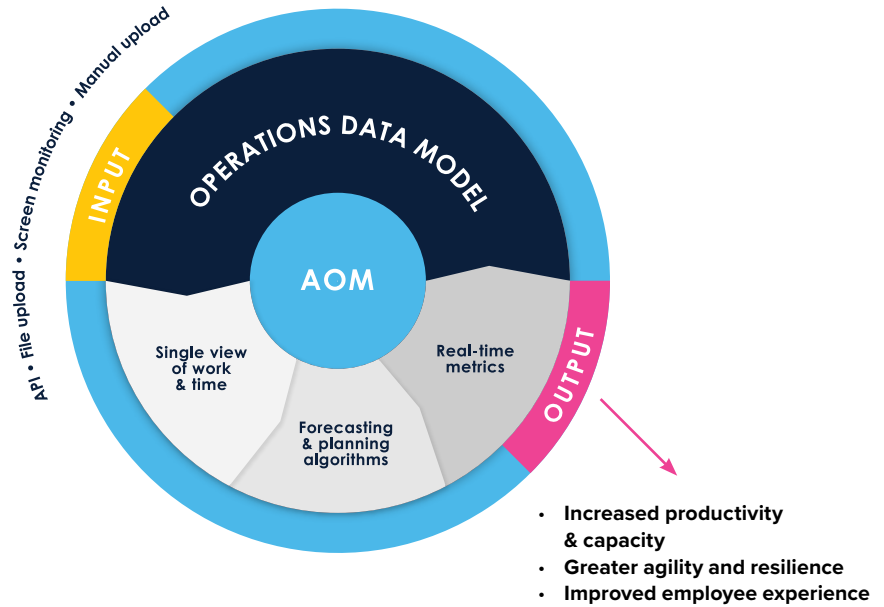 API • File upload • Screen monitoring • Manual upload
INPUT
OPERATIONS DATA MODEL
AOM
Single view
of work
& time
Forecasting
& planning
algorithms
Real-time
metrics
OUTPUT
• Increased productivity
& capacity
• Greater agility and resilience
• Improved employee experience